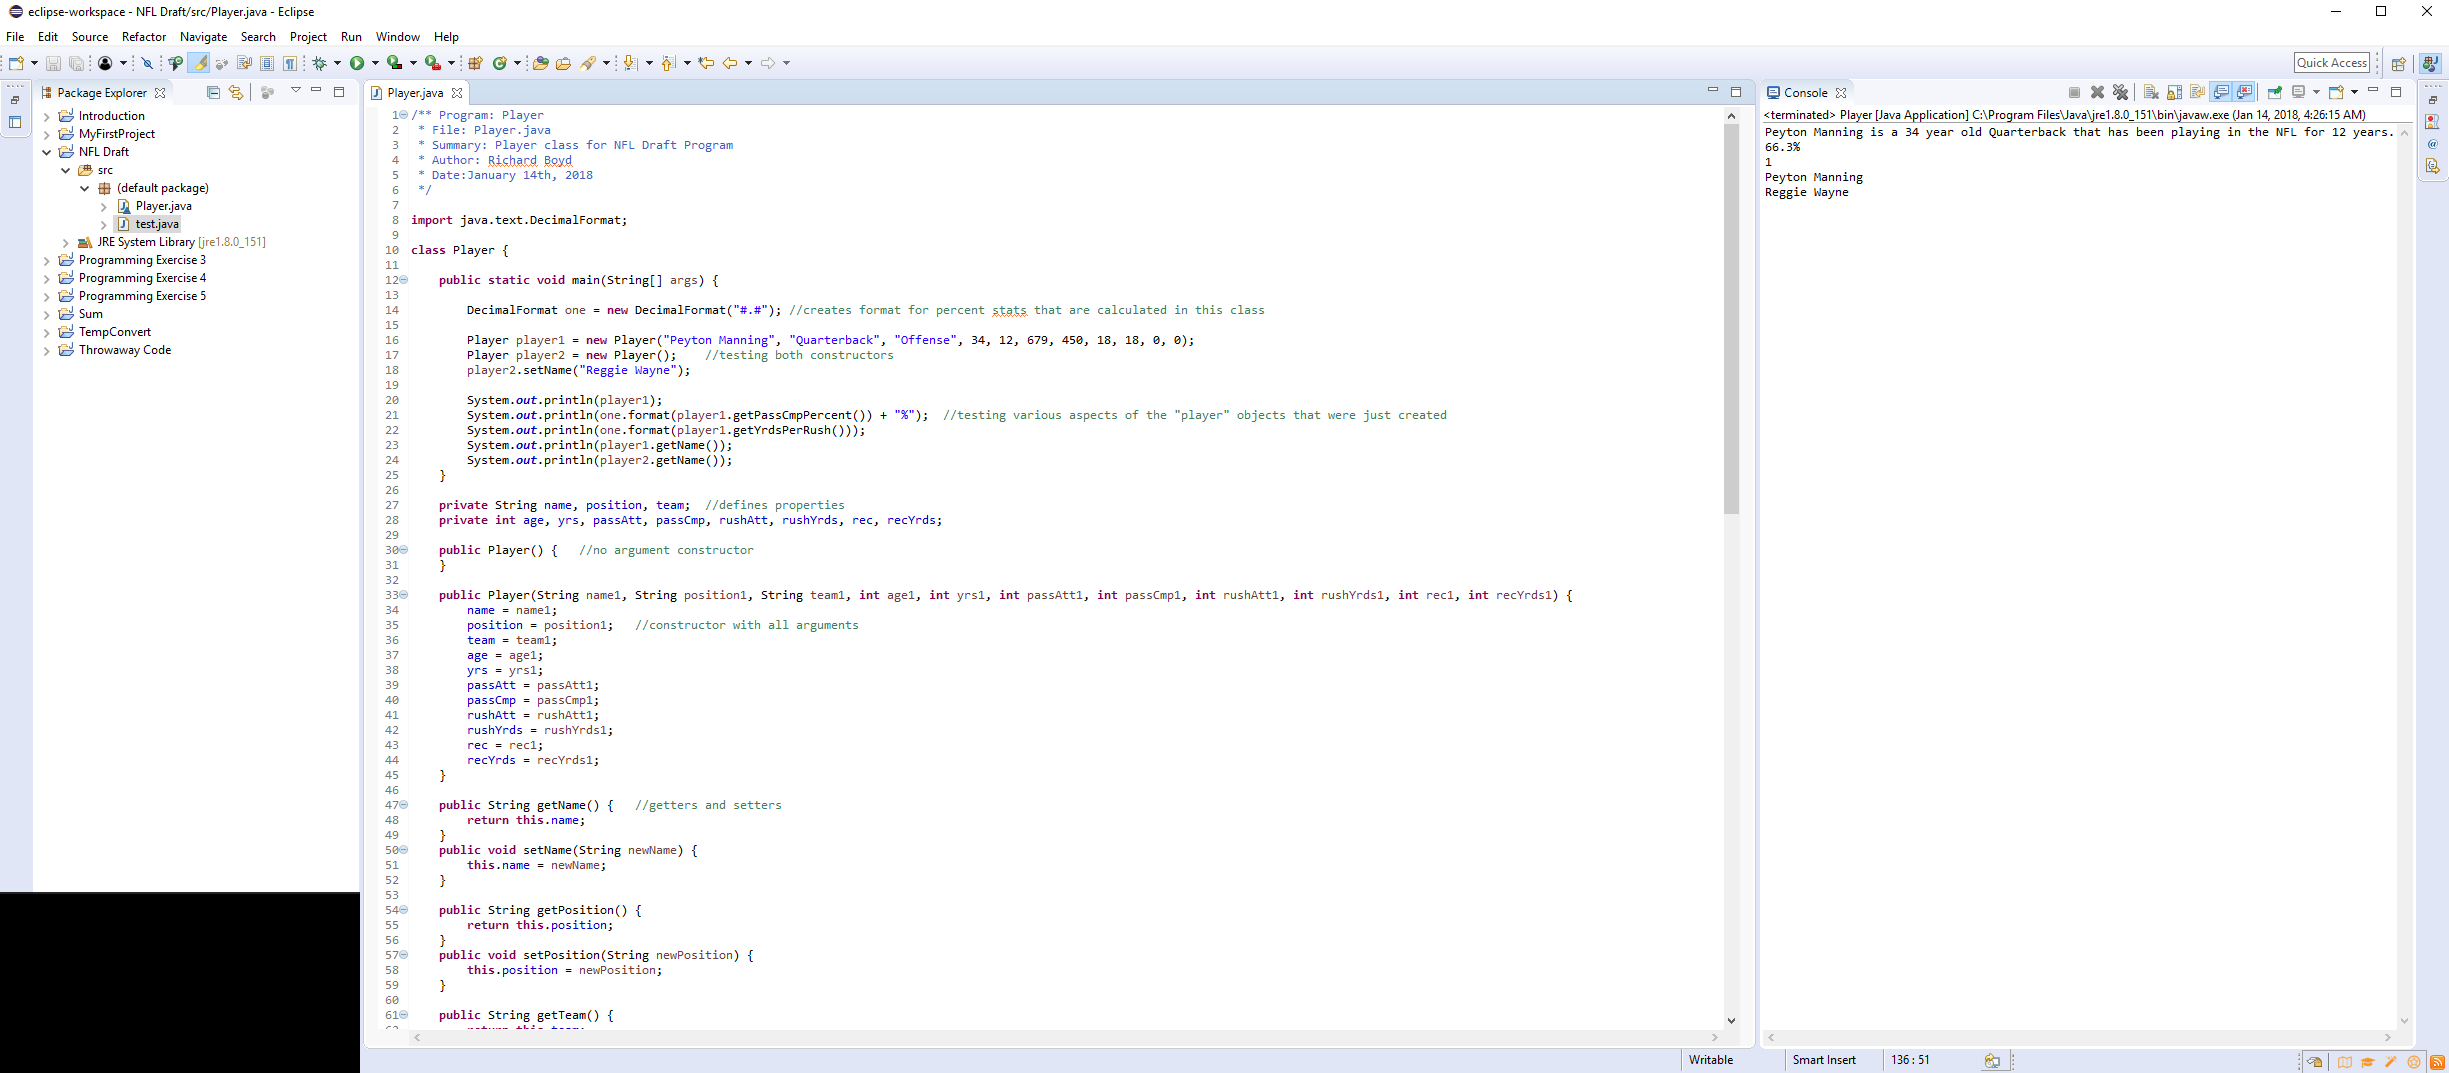 eclipse-workspace - NFL Draft/src/Player.java - Eclipse
File Edit Source Refactor Navigate Search Project Run Window Help
Quick Access
Package Explorer
Introduction
MyFirstProject
NFL Draft
src
(default package)
Player.java
test.java
JRE System Library [jre1.8.0_151]
Programming Exercise 3
Programming Exercise 4
Programming Exercise 5
Sum
TempConvert
Throwaway Code
Player.java
1 /** Program: Player
2  * File: Player.java
3  * Summary: Player class for NFL Draft Program
4  * Author: Richard Boyd
5  * Date:January 14th, 2018
6  */
7
8 import java.text.DecimalFormat;
9
10 class Player {
11
12     public static void main(String[] args) {
13
14         DecimalFormat one = new DecimalFormat("#.#"); //creates format for percent stats that are calculated in this class
15
16         Player player1 = new Player("Peyton Manning", "Quarterback", "Offense", 34, 12, 679, 450, 18, 18, 0, 0);
17         Player player2 = new Player();    //testing both constructors
18         player2.setName("Reggie Wayne");
19
20         System.out.println(player1);
21         System.out.println(one.format(player1.getPassCmpPercent()) + "%");  //testing various aspects of the "player" objects that were just created
22         System.out.println(one.format(player1.getYrdsPerRush()));
23         System.out.println(player1.getName());
24         System.out.println(player2.getName());
25     }
26
27     private String name, position, team;  //defines properties
28     private int age, yrs, passAtt, passCmp, rushAtt, rushYrds, rec, recYrds;
29
30     public Player() {   //no argument constructor
31     }
32
33     public Player(String name1, String position1, String team1, int age1, int yrs1, int passAtt1, int passCmp1, int rushAtt1, int rushYrds1, int rec1, int recYrds1) {
34         name = name1;
35         position = position1;   //constructor with all arguments
36         team = team1;
37         age = age1;
38         yrs = yrs1;
39         passAtt = passAtt1;
40         passCmp = passCmp1;
41         rushAtt = rushAtt1;
42         rushYrds = rushYrds1;
43         rec = rec1;
44         recYrds = recYrds1;
45     }
46
47     public String getName() {   //getters and setters
48         return this.name;
49     }
50     public void setName(String newName) {
51         this.name = newName;
52     }
53
54     public String getPosition() {
55         return this.position;
56     }
57     public void setPosition(String newPosition) {
58         this.position = newPosition;
59     }
60
61     public String getTeam() {
Console
<terminated> Player [Java Application] C:\Program Files\Java\jre1.8.0_151\bin\javaw.exe (Jan 14, 2018, 4:26:15 AM)
Peyton Manning is a 34 year old Quarterback that has been playing in the NFL for 12 years.
66.3%
1
Peyton Manning
Reggie Wayne
Writable Smart Insert 136 : 51